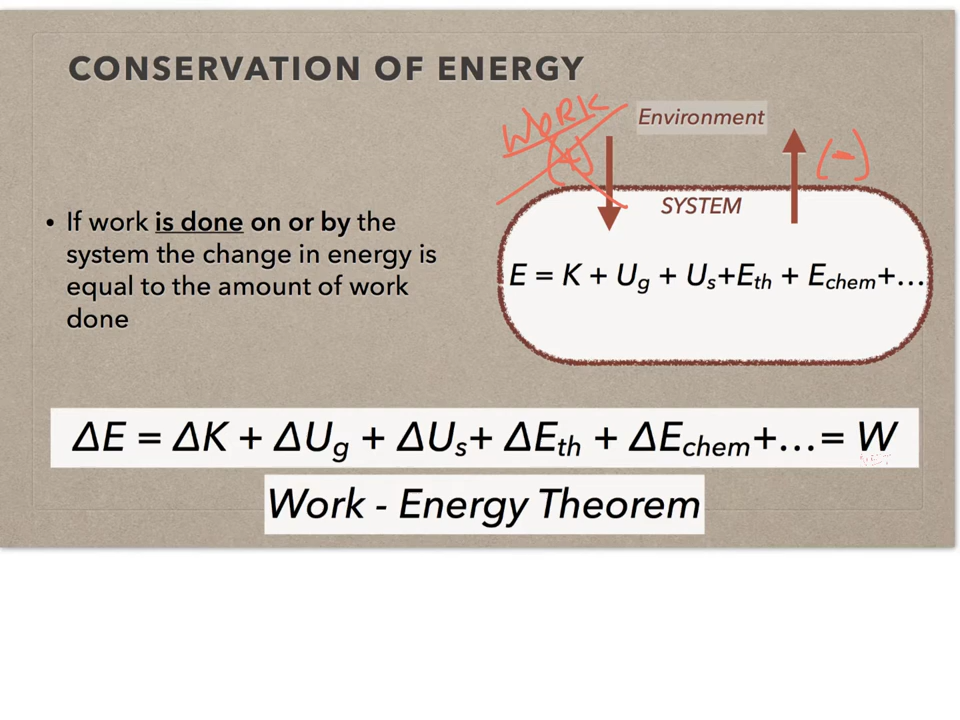 CONSERVATION OF ENERGY
WORK
(+)
Environment
(-)
• If work is done on or by the
system the change in energy is
equal to the amount of work
done
SYSTEM
E = K + Ug + Us+Eth + Echem+…
ΔE = ΔK + ΔUg + ΔUs+ ΔEth + ΔEchem+…= W
Work - Energy Theorem